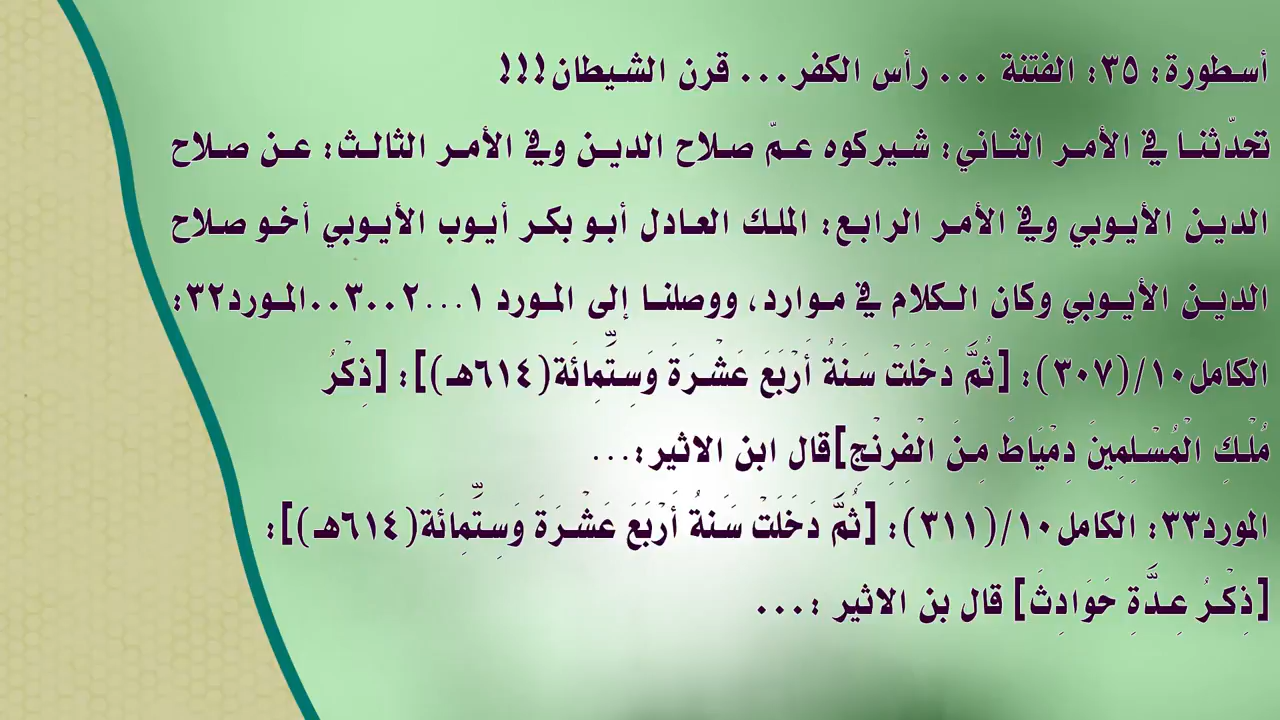 أسطورة: ٣٥: الفتنة ... رأس الكفر... قرن الشيطان!!!
تحدّثنا في الأمر الثاني: شيركوه عمّ صلاح الدين وفي الأمر الثالث: عن صلاح
الدين الأيوبي وفي الأمر الرابع: الملك العادل أبو بكر أيوب الأيوبي أخو صلاح
الدين الأيوبي وكان الكلام في موارد، ووصلنا إلى المورد ١...٢..٣..المورد٣٢:
الكامل١٠/(٣٠٧): [ثُمَّ دَخَلَتْ سَنَةُ أَرْبَعَ عَشْرَةَ وَسِتِّمِائَة(٦١٤هـ)]: [ذِكْرُ
مُلْكِ الْمُسْلِمِينَ دِمْيَاطَ مِنَ الْفِرِنْجِ]قال ابن الاثير:...
المورد٣٣: الكامل١٠/(٣١١): [ثُمَّ دَخَلَتْ سَنةُ أَرْبَعَ عَشْرَةَ وَسِتِّمِائَة(٦١٤هـ)]:
[ذِكْرُ عِدَّةِ حَوَادِثَ] قال بن الاثير :...